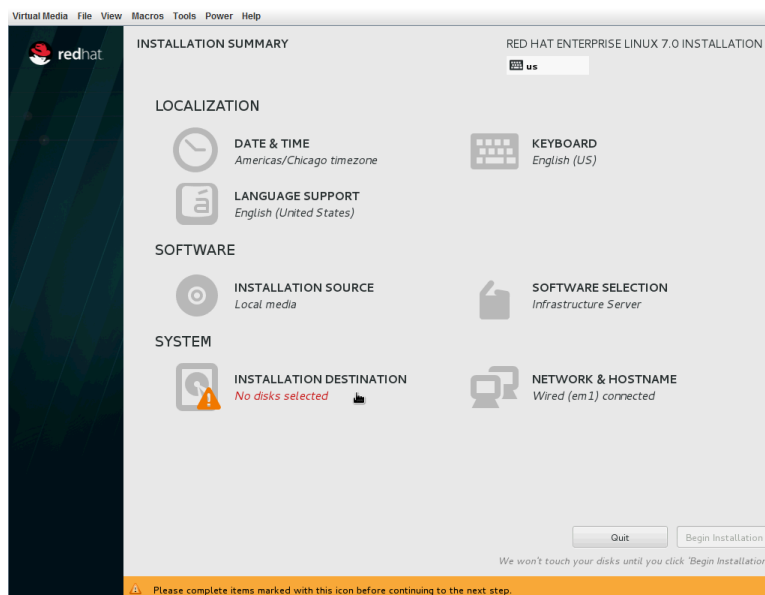 Virtual Media File View Macros Tools Power Help
redhat
INSTALLATION SUMMARY
RED HAT ENTERPRISE LINUX 7.0 INSTALLATION
us
LOCALIZATION
DATE & TIME
Americas/Chicago timezone
KEYBOARD
English (US)
LANGUAGE SUPPORT
English (United States)
SOFTWARE
INSTALLATION SOURCE
Local media
SOFTWARE SELECTION
Infrastructure Server
SYSTEM
INSTALLATION DESTINATION
No disks selected
NETWORK & HOSTNAME
Wired (em1) connected
Quit
Begin Installation
We won't touch your disks until you click 'Begin Installation
Please complete items marked with this icon before continuing to the next step.